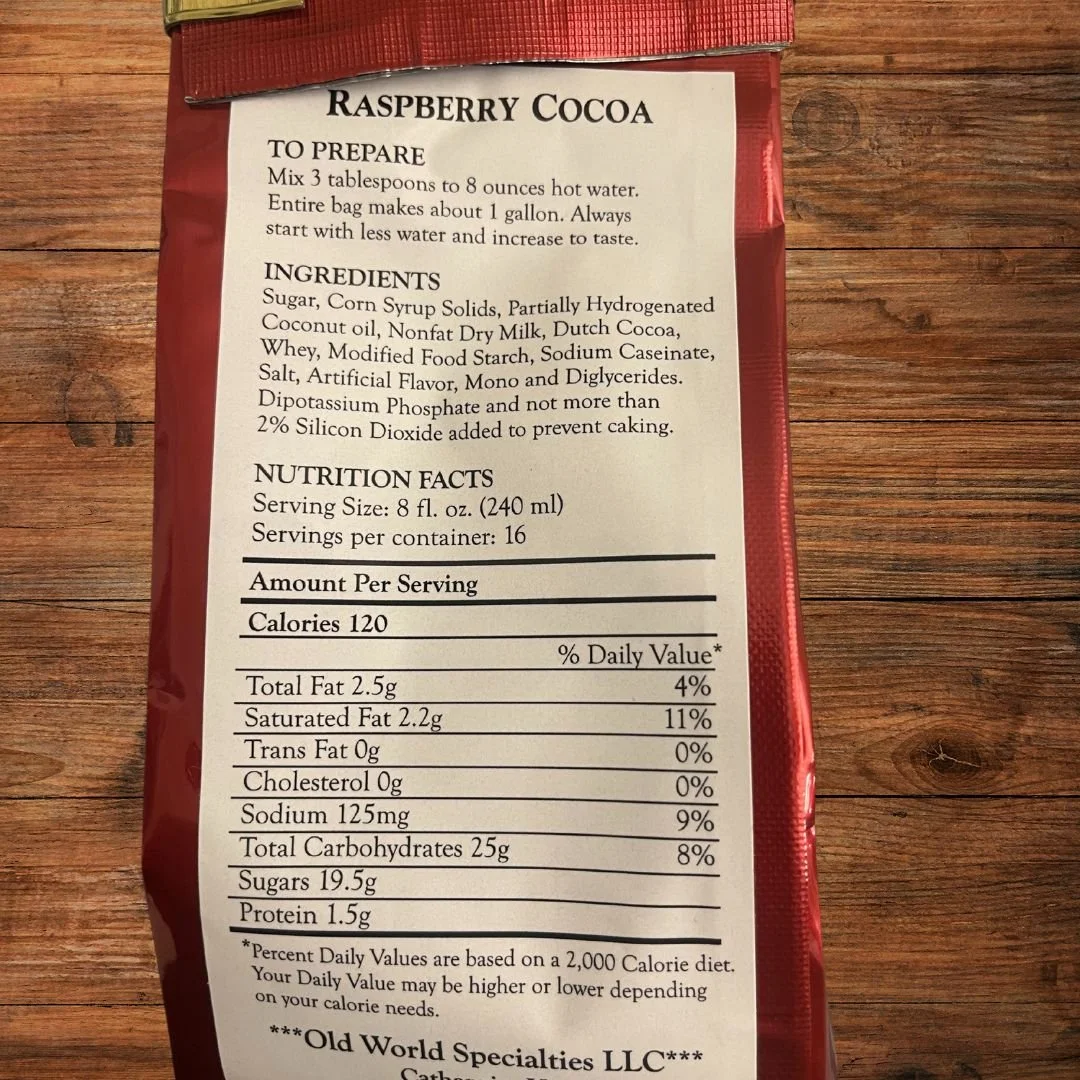 RASPBERRY COCOA
TO PREPARE
Mix 3 tablespoons to 8 ounces hot water.
Entire bag makes about 1 gallon. Always
start with less water and increase to taste.
INGREDIENTS
Sugar, Corn Syrup Solids, Partially Hydrogenated
Coconut oil, Nonfat Dry Milk, Dutch Cocoa,
Whey, Modified Food Starch, Sodium Caseinate,
Salt, Artificial Flavor, Mono and Diglycerides.
Dipotassium Phosphate and not more than
2% Silicon Dioxide added to prevent caking.
NUTRITION FACTS
Serving Size: 8 fl. oz. (240 ml)
Servings per container: 16
Amount Per Serving
Calories 120
% Daily Value*
Total Fat 2.5g 4%
Saturated Fat 2.2g 11%
Trans Fat 0g 0%
Cholesterol 0g 0%
Sodium 125mg 9%
Total Carbohydrates 25g 8%
Sugars 19.5g
Protein 1.5g
*Percent Daily Values are based on a 2,000 Calorie diet.
Your Daily Value may be higher or lower depending
on your calorie needs.
***Old World Specialties LLC***